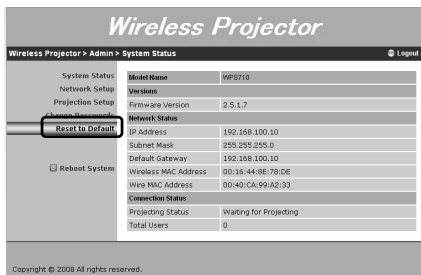 Wireless Projector
Wireless Projector > Admin > System Status Logout
System Status
Network Setup
Projection Setup
Change Passwords
Reset to Default
Reboot System
Model Name WP8710
Versions
Firmware Version 2.5.1.7
Network Status
IP Address 192.168.100.10
Subnet Mask 255.255.255.0
Default Gateway 192.168.100.10
Wireless MAC Address 00:16:44:8E:78:DE
Wire MAC Address 00:40:CA:99:A2:33
Connection Status
Projecting Status Waiting for Projecting
Total Users 0
Copyright © 2008 All rights reserved.